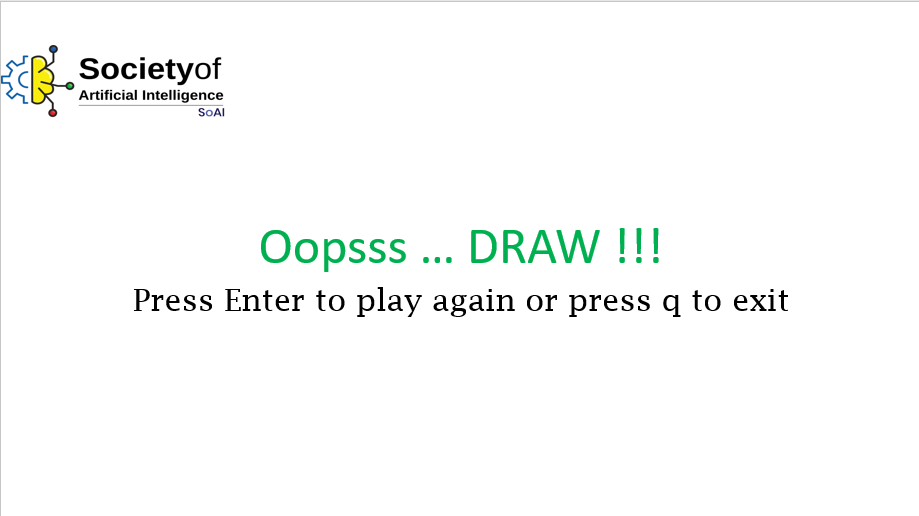 Societyof
Artificial Intelligence
SoAI
Oopsss ... DRAW !!!
Press Enter to play again or press q to exit